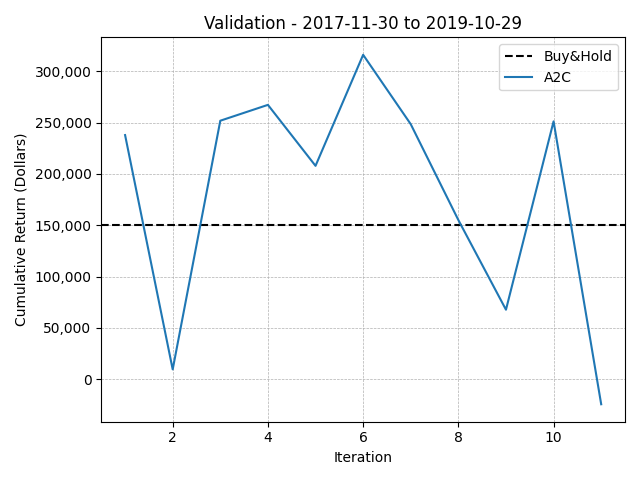 Validation - 2017-11-30 to 2019-10-29
Buy&Hold
A2C
Cumulative Return (Dollars)
300,000
250,000
200,000
150,000
100,000
50,000
0
2
4
6
8
10
Iteration